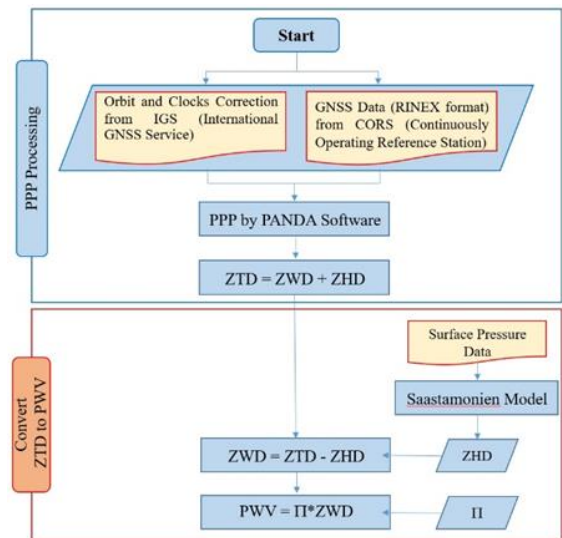 Start
PPP Processing
Orbit and Clocks Correction
from IGS (International
GNSS Service)
GNSS Data (RINEX format)
from CORS (Continuously
Operating Reference Station)
PPP by PANDA Software
ZTD = ZWD + ZHD
Convert
ZTD to PWV
Surface Pressure
Data
Saastamonien Model
ZWD = ZTD - ZHD
ZHD
PWV = Π*ZWD
Π